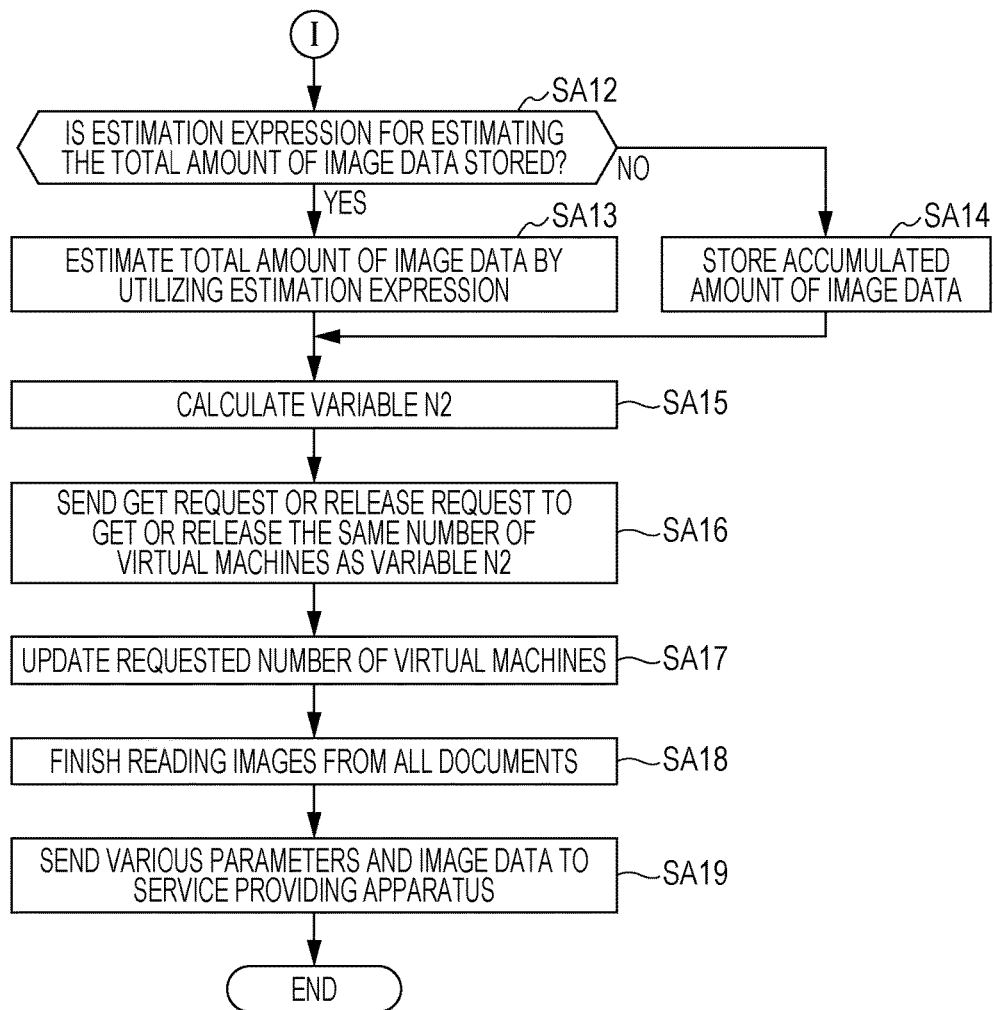 I
SA12
IS ESTIMATION EXPRESSION FOR ESTIMATING
THE TOTAL AMOUNT OF IMAGE DATA STORED?
NO
YES
SA13
ESTIMATE TOTAL AMOUNT OF IMAGE DATA BY
UTILIZING ESTIMATION EXPRESSION
SA14
STORE ACCUMULATED
AMOUNT OF IMAGE DATA
CALCULATE VARIABLE N2
SA15
SEND GET REQUEST OR RELEASE REQUEST TO
GET OR RELEASE THE SAME NUMBER OF
VIRTUAL MACHINES AS VARIABLE N2
SA16
UPDATE REQUESTED NUMBER OF VIRTUAL MACHINES
SA17
FINISH READING IMAGES FROM ALL DOCUMENTS
SA18
SEND VARIOUS PARAMETERS AND IMAGE DATA TO
SERVICE PROVIDING APPARATUS
SA19
END